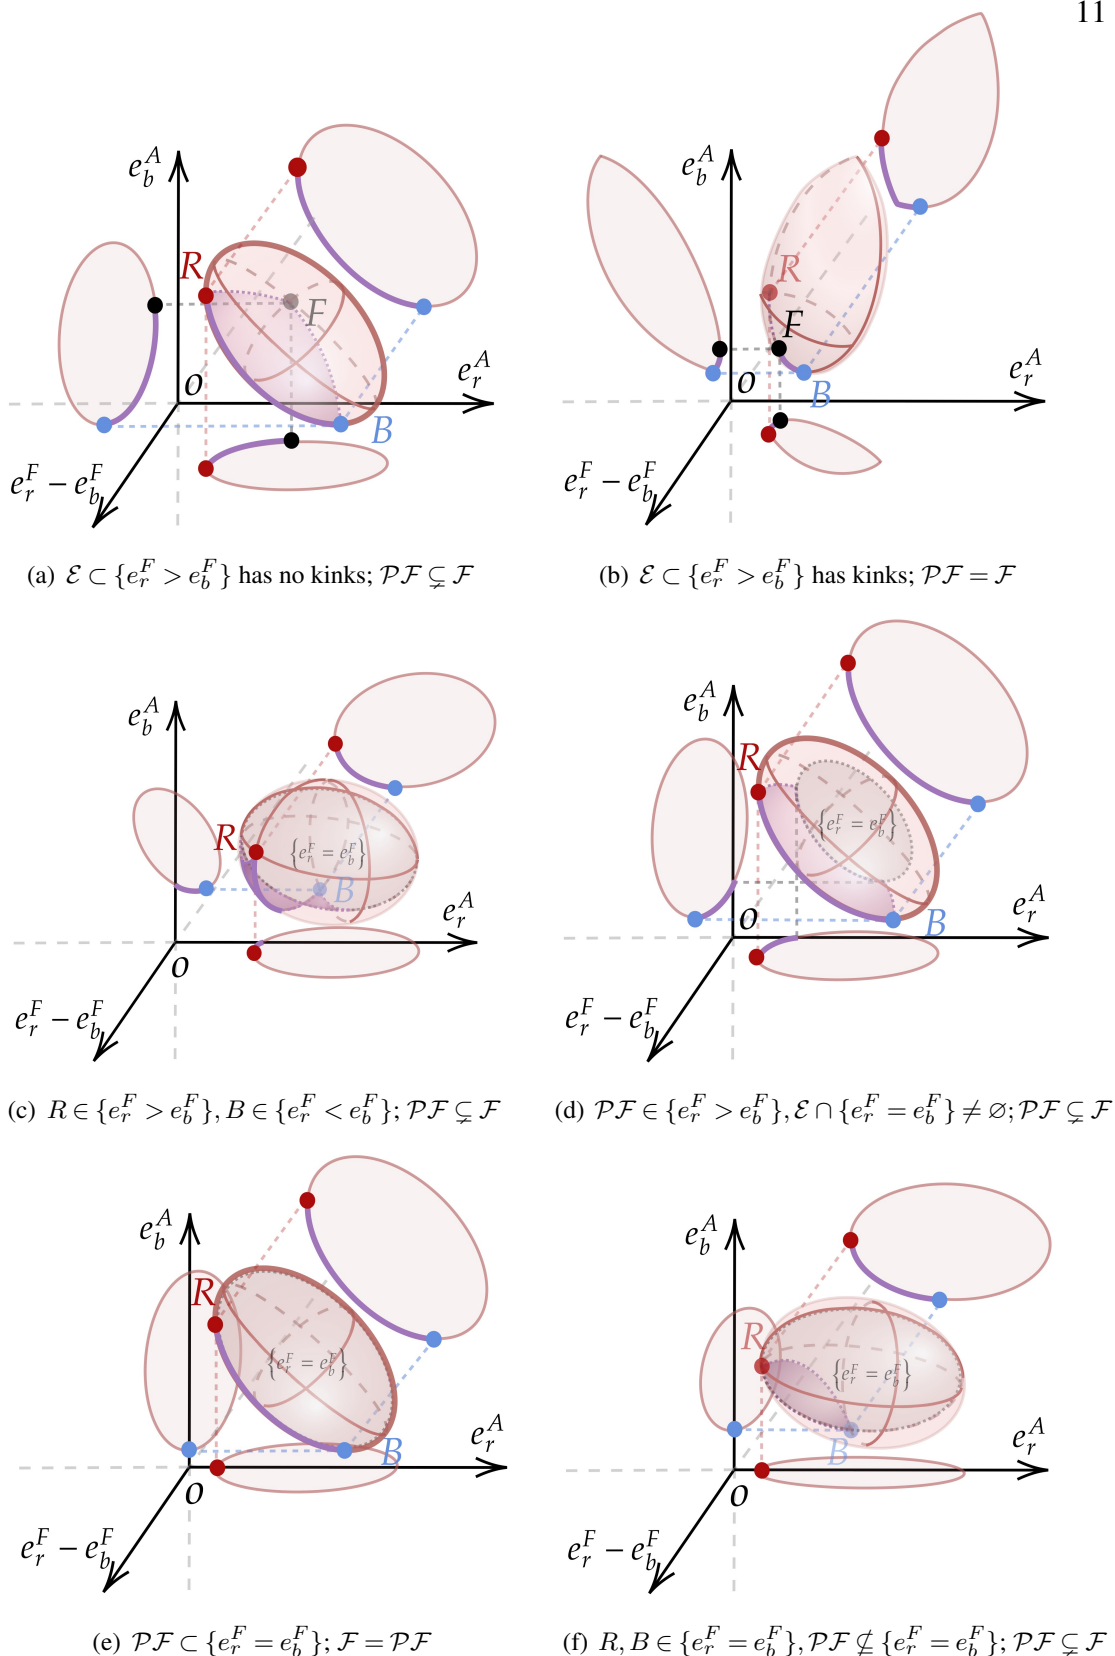 11
e_b^A
R
F
o
e_r^A
B
e_r^F − e_b^F
(a) ℰ ⊂ {e_r^F > e_b^F} has no kinks; 𝒫ℱ ⊊ ℱ
e_b^A
R
F
o
e_r^A
B
e_r^F − e_b^F
(b) ℰ ⊂ {e_r^F > e_b^F} has kinks; 𝒫ℱ = ℱ
e_b^A
R
{e_r^F = e_b^F}
B
e_r^A
o
e_r^F − e_b^F
(c) R ∈ {e_r^F > e_b^F}, B ∈ {e_r^F < e_b^F}; 𝒫ℱ ⊊ ℱ
e_b^A
R
{e_r^F = e_b^F}
o
B
e_r^A
e_r^F − e_b^F
(d) 𝒫ℱ ∈ {e_r^F > e_b^F}, ℰ ∩ {e_r^F = e_b^F} ≠ ∅; 𝒫ℱ ⊊ ℱ
e_b^A
R
{e_r^F = e_b^F}
e_r^A
B
o
e_r^F − e_b^F
(e) 𝒫ℱ ⊂ {e_r^F = e_b^F}; ℱ = 𝒫ℱ
e_b^A
R
{e_r^F = e_b^F}
e_r^A
B
o
e_r^F − e_b^F
(f) R, B ∈ {e_r^F = e_b^F}, 𝒫ℱ ⊈ {e_r^F = e_b^F}; 𝒫ℱ ⊊ ℱ